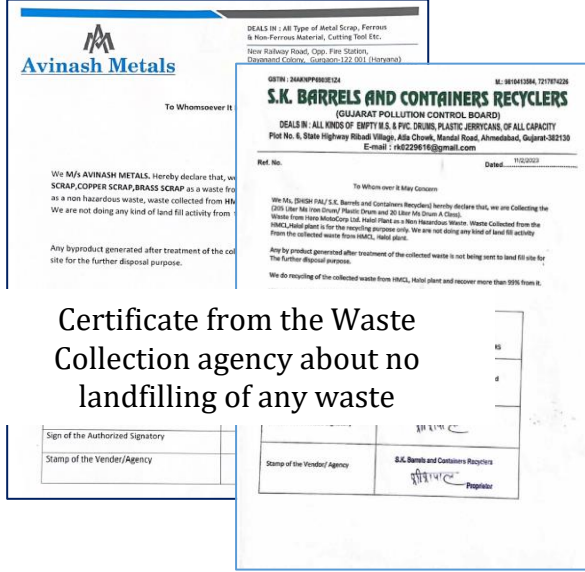 DEALS IN : All Type of Metal Scrap, Ferrous
& Non-Ferrous Material, Cutting Tool Etc.
New Railway Road, Opp. Fire Station,
Dayanand Colony, Gurgaon-122 001 (Haryana)
Avinash Metals
To Whomsoever It
We M/s AVINASH METALS. Hereby declare that, w
SCRAP,COPPER SCRAP,BRASS SCRAP as a waste fro
as a non hazardous waste, waste collected from HM
We are not doing any kind of land fill activity from
Any byproduct generated after treatment of the col
site for the further disposal purpose.
Sign of the Authorized Signatory
Stamp of the Vender/Agency
GSTIN : 24AKNPP6903E1Z4
M.: 9810413584, 7217874226
S.K. BARRELS AND CONTAINERS RECYCLERS
(GUJARAT POLLUTION CONTROL BOARD)
DEALS IN : ALL KINDS OF EMPTY M.S. & PVC. DRUMS, PLASTIC JERRYCANS, OF ALL CAPACITY
Plot No. 6, State Highway Ribadi Village, Atla Chowk, Mandal Road, Ahmedabad, Gujarat-382130
E-mail : rk6229616@gmail.com
Ref. No.
Dated 11/2/2023
To Whom over It May Concern
We Ms, (SHISH PAL/ S.K. Barrels and Containers Recyclers) hereby declare that, we are Collecting the
(205 Liter Ms Iron Drum/ Plastic Drum and 20 Liter Ms Drum A Class).
Waste from Hero MotoCorp Ltd. Halol Plant as a Non Hazardous Waste. Waste Collected from the
HMCL,Halol plant is for the recycling purpose only. We are not doing any kind of land fill activity
From the collected waste from HMCL, Halol plant.
Any by product generated after treatment of the collected waste is not being sent to land fill site for
The further disposal purpose.
We do recycling of the collected waste from HMCL, Halol plant and recover more than 99% from it.
Certificate from the Waste
Collection agency about no
landfilling of any waste
Stamp of the Vendor/ Agency
S.K. Barrels and Containers Recyclers
Proprietor